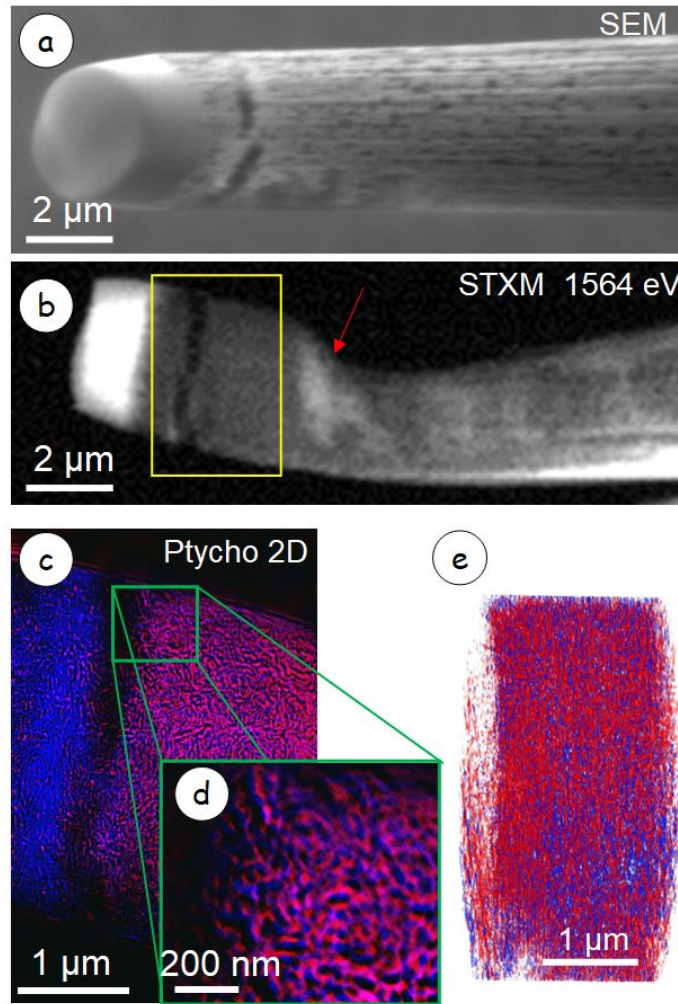 a
SEM
2 µm
b
STXM 1564 eV
2 µm
c
Ptycho 2D
e
d
1 µm
200 nm
1 µm